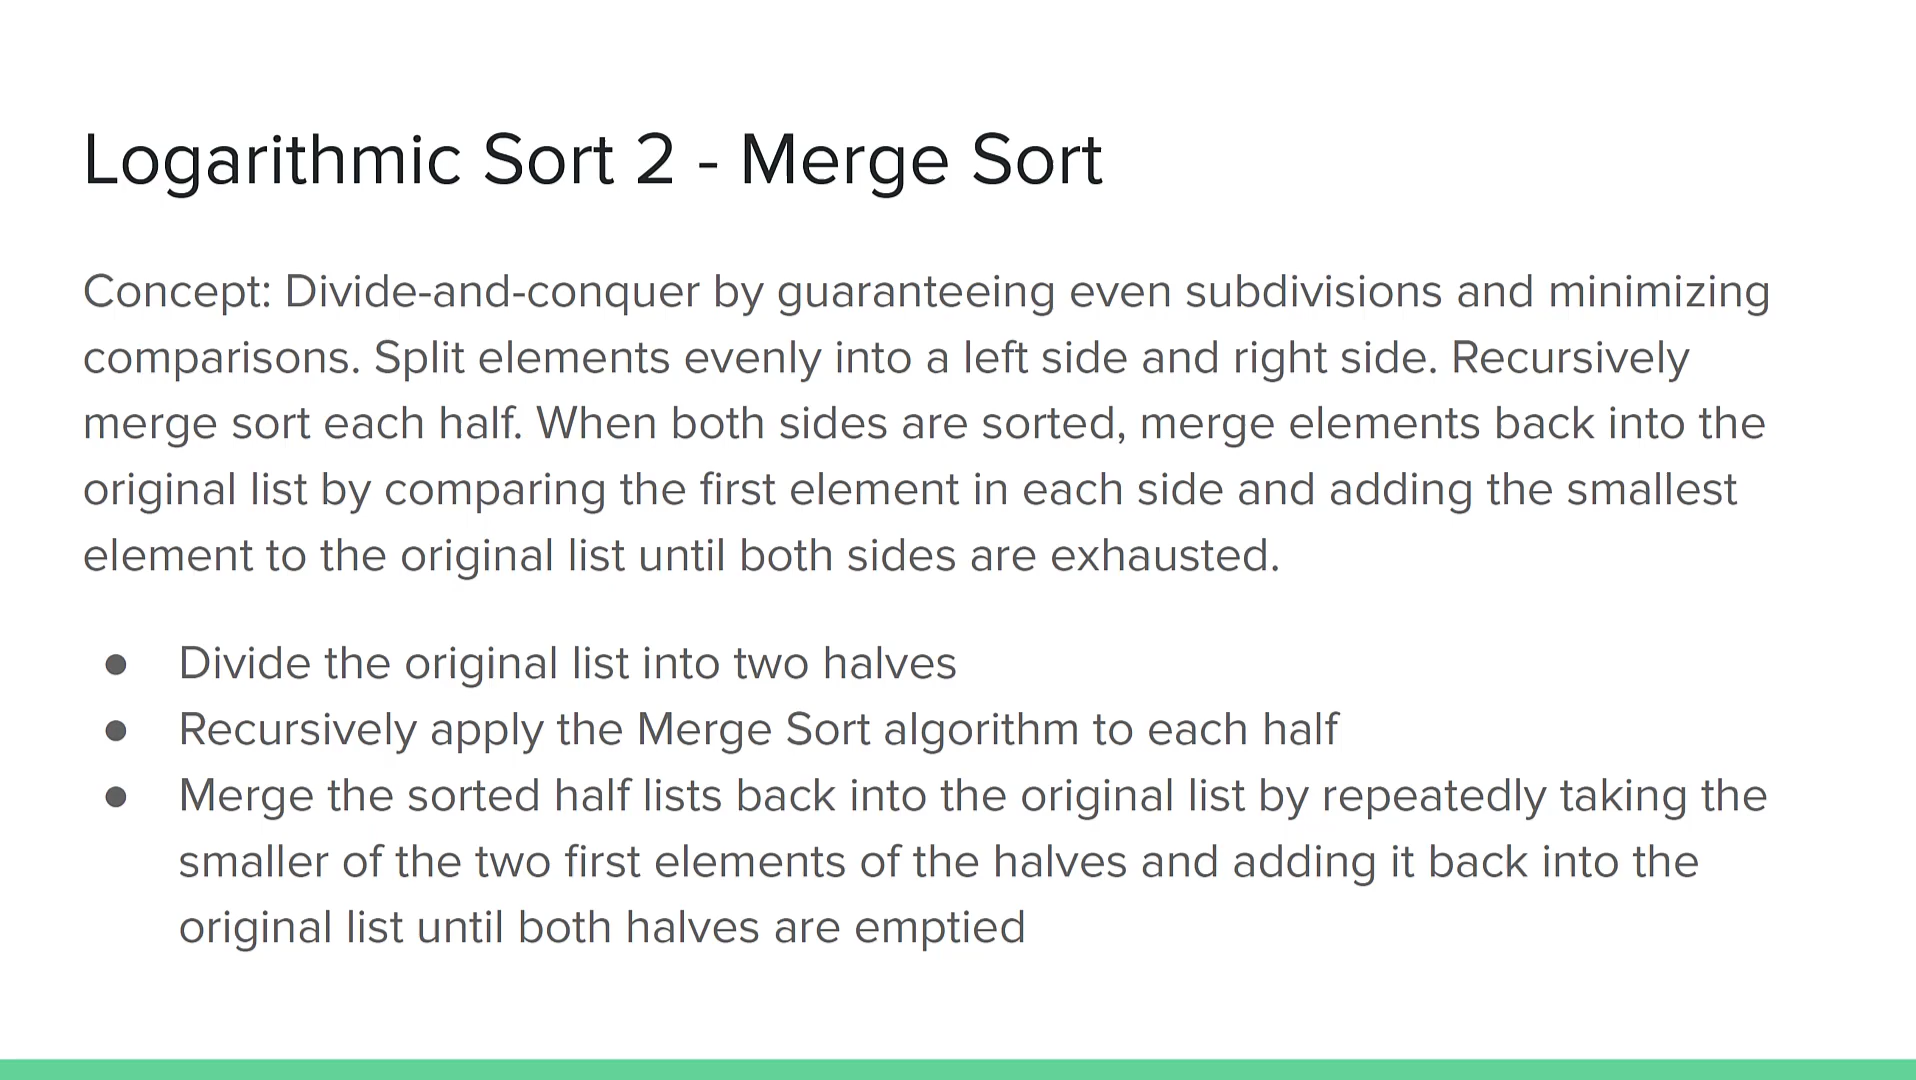 Logarithmic Sort 2 - Merge Sort
Concept: Divide-and-conquer by guaranteeing even subdivisions and minimizing
comparisons. Split elements evenly into a left side and right side. Recursively
merge sort each half. When both sides are sorted, merge elements back into the
original list by comparing the first element in each side and adding the smallest
element to the original list until both sides are exhausted.
● Divide the original list into two halves
● Recursively apply the Merge Sort algorithm to each half
● Merge the sorted half lists back into the original list by repeatedly taking the
smaller of the two first elements of the halves and adding it back into the
original list until both halves are emptied